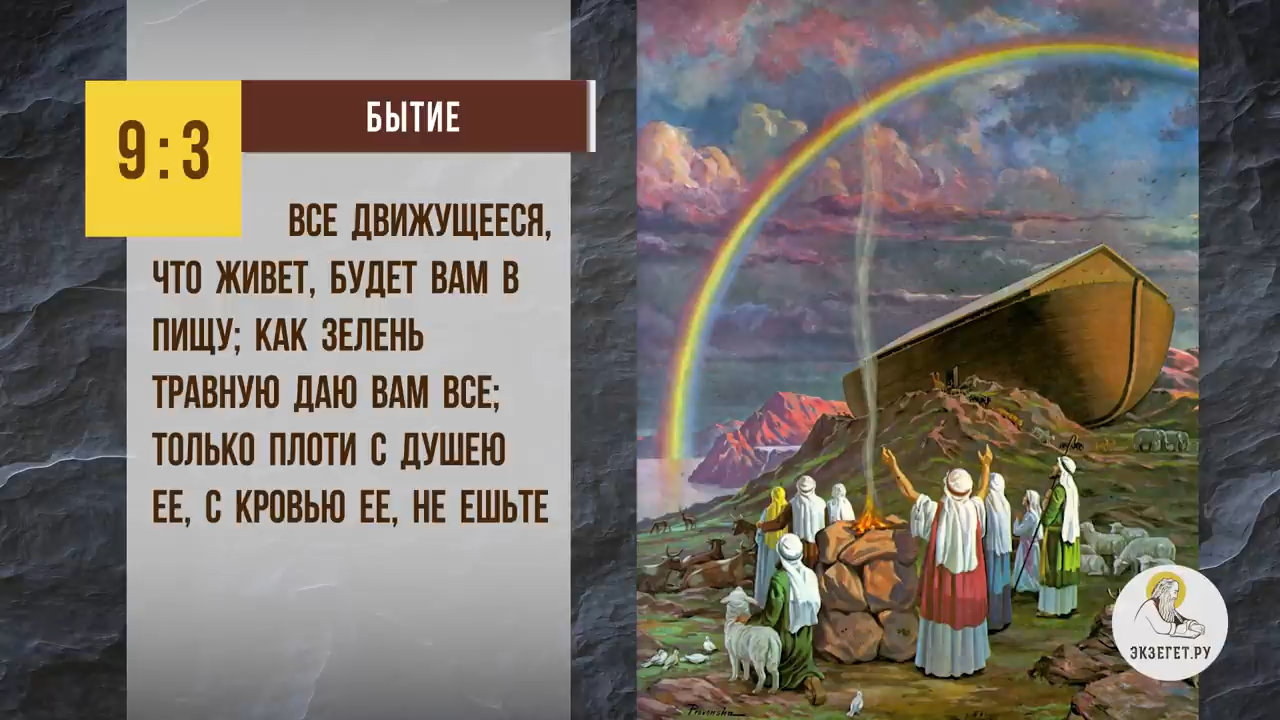 9:3
БЫТИЕ
ВСЕ ДВИЖУЩЕЕСЯ,
ЧТО ЖИВЕТ, БУДЕТ ВАМ В
ПИЩУ; КАК ЗЕЛЕНЬ
ТРАВНУЮ ДАЮ ВАМ ВСЕ;
ТОЛЬКО ПЛОТИ С ДУШЕЮ
ЕЕ, С КРОВЬЮ ЕЕ, НЕ ЕШЬТЕ
ЭКЗЕГЕТ.РУ